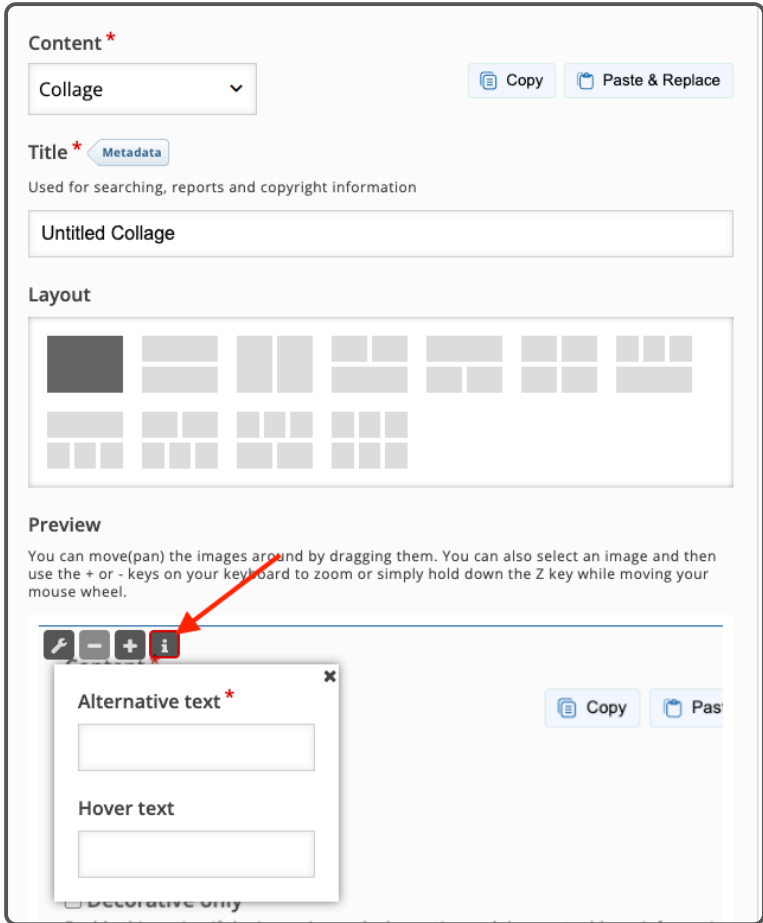 Content *
Collage
Copy
Paste & Replace
Title * Metadata
Used for searching, reports and copyright information
Untitled Collage
Layout
Preview
You can move(pan) the images around by dragging them. You can also select an image and then
use the + or - keys on your keyboard to zoom or simply hold down the Z key while moving your
mouse wheel.
Content *
Alternative text *
Copy
Hover text
Decorative only